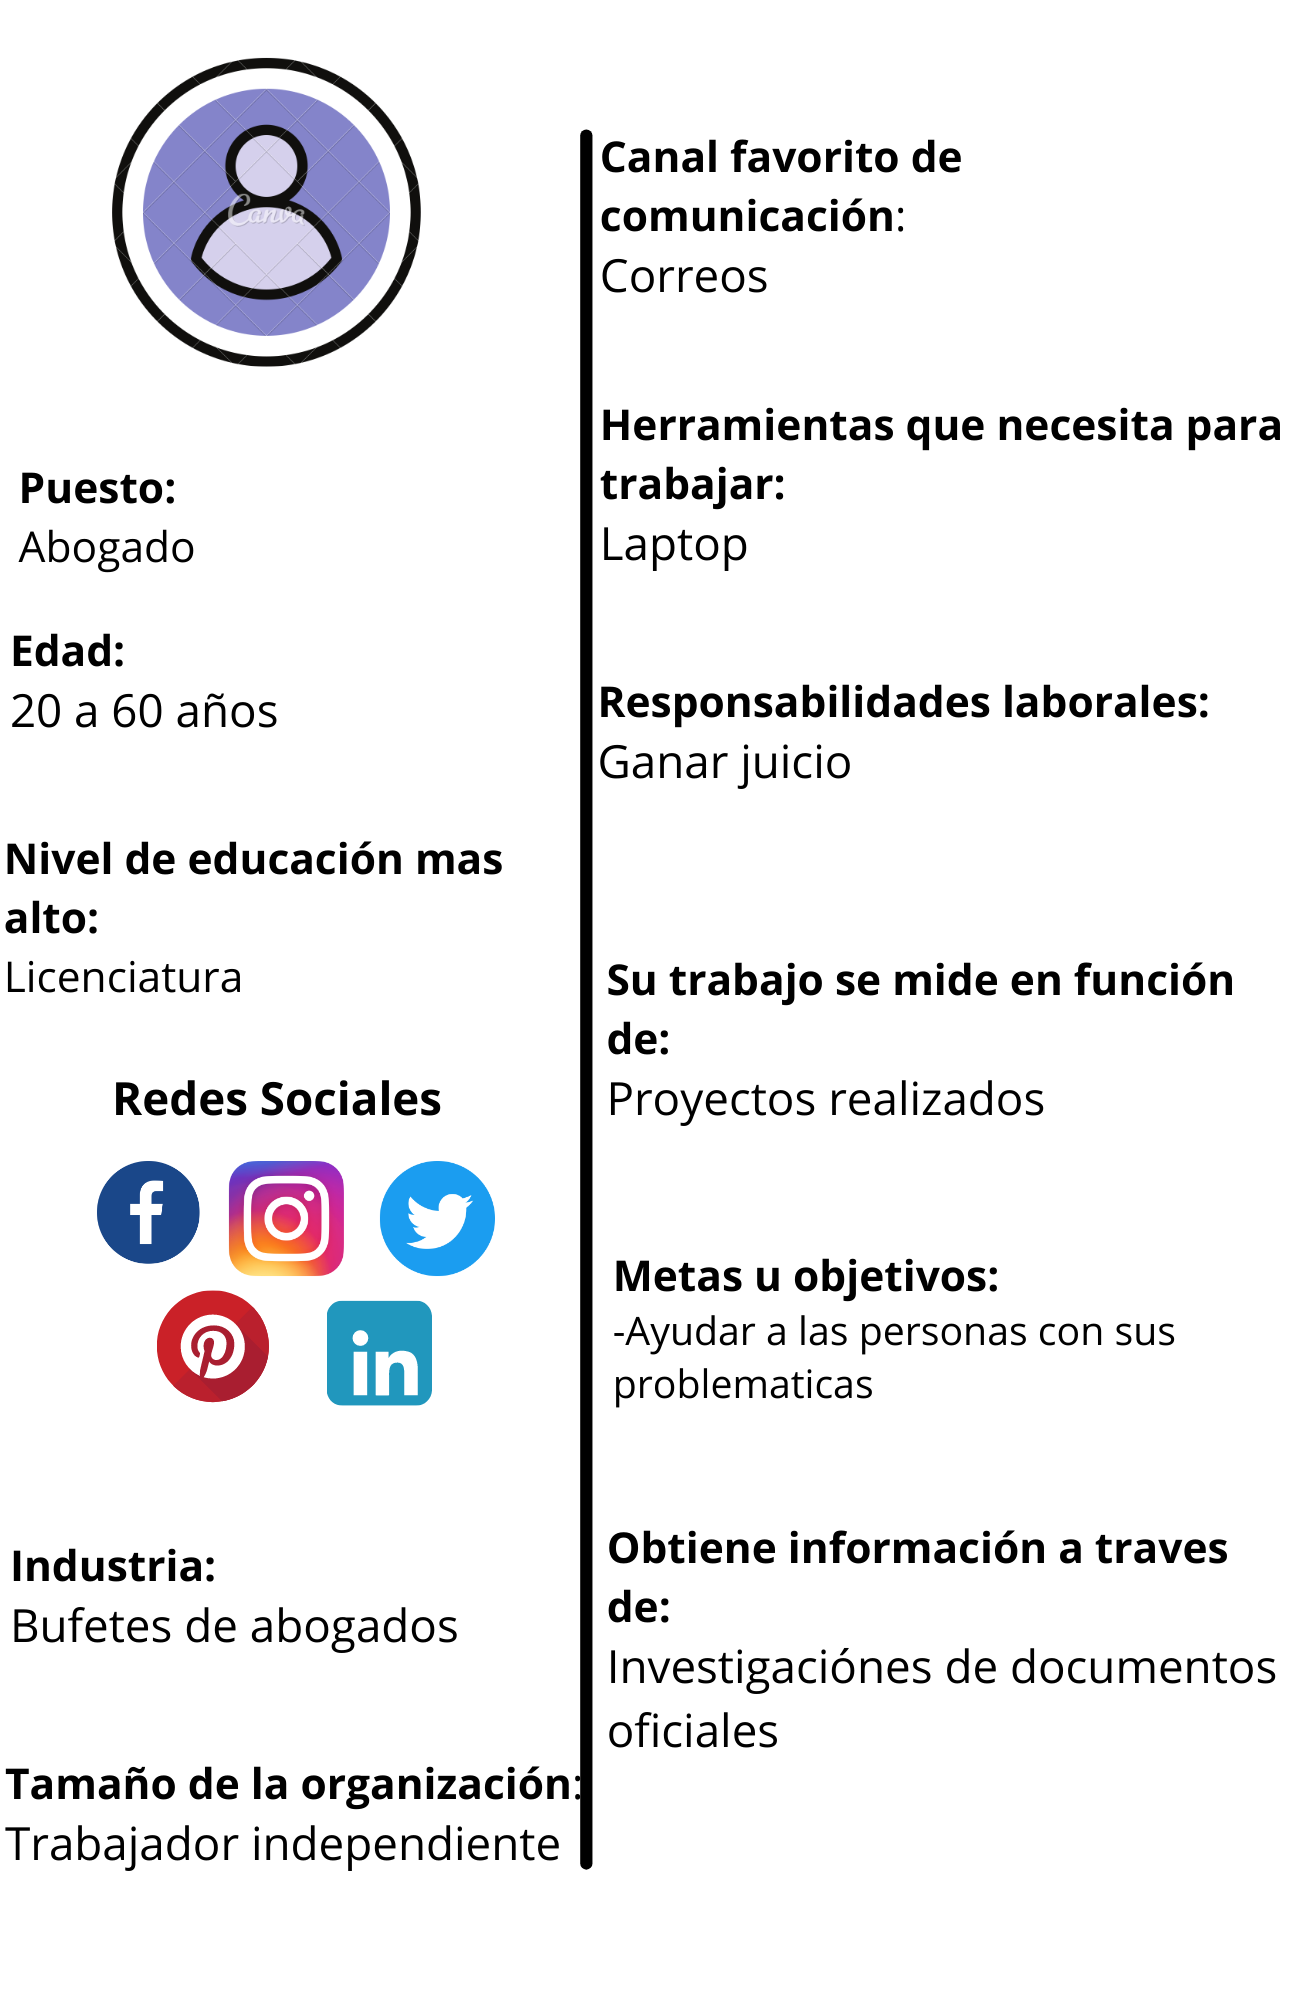 Canva
Puesto:
Abogado
Edad:
20 a 60 años
Nivel de educación mas
alto:
Licenciatura
Redes Sociales
f
in
Industria:
Bufetes de abogados
Tamaño de la organización:
Trabajador independiente
Canal favorito de
comunicación:
Correos
Herramientas que necesita para
trabajar:
Laptop
Responsabilidades laborales:
Ganar juicio
Su trabajo se mide en función
de:
Proyectos realizados
Metas u objetivos:
-Ayudar a las personas con sus
problematicas
Obtiene información a traves
de:
Investigaciónes de documentos
oficiales